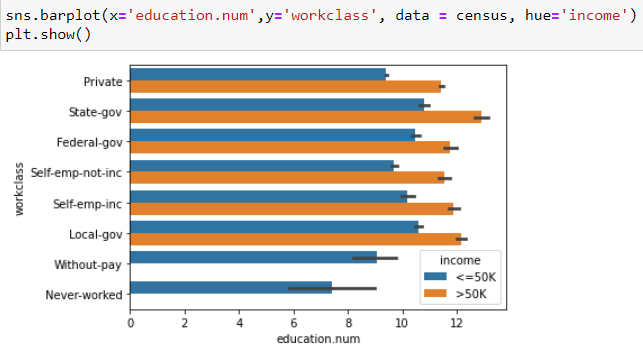 sns.barplot(x='education.num',y='workclass', data = census, hue='income')
plt.show()
Private
State-gov
Federal-gov
Self-emp-not-inc
Self-emp-inc
Local-gov
Without-pay
Never-worked
workclass
income
<=50K
>50K
0 2 4 6 8 10 12
education.num